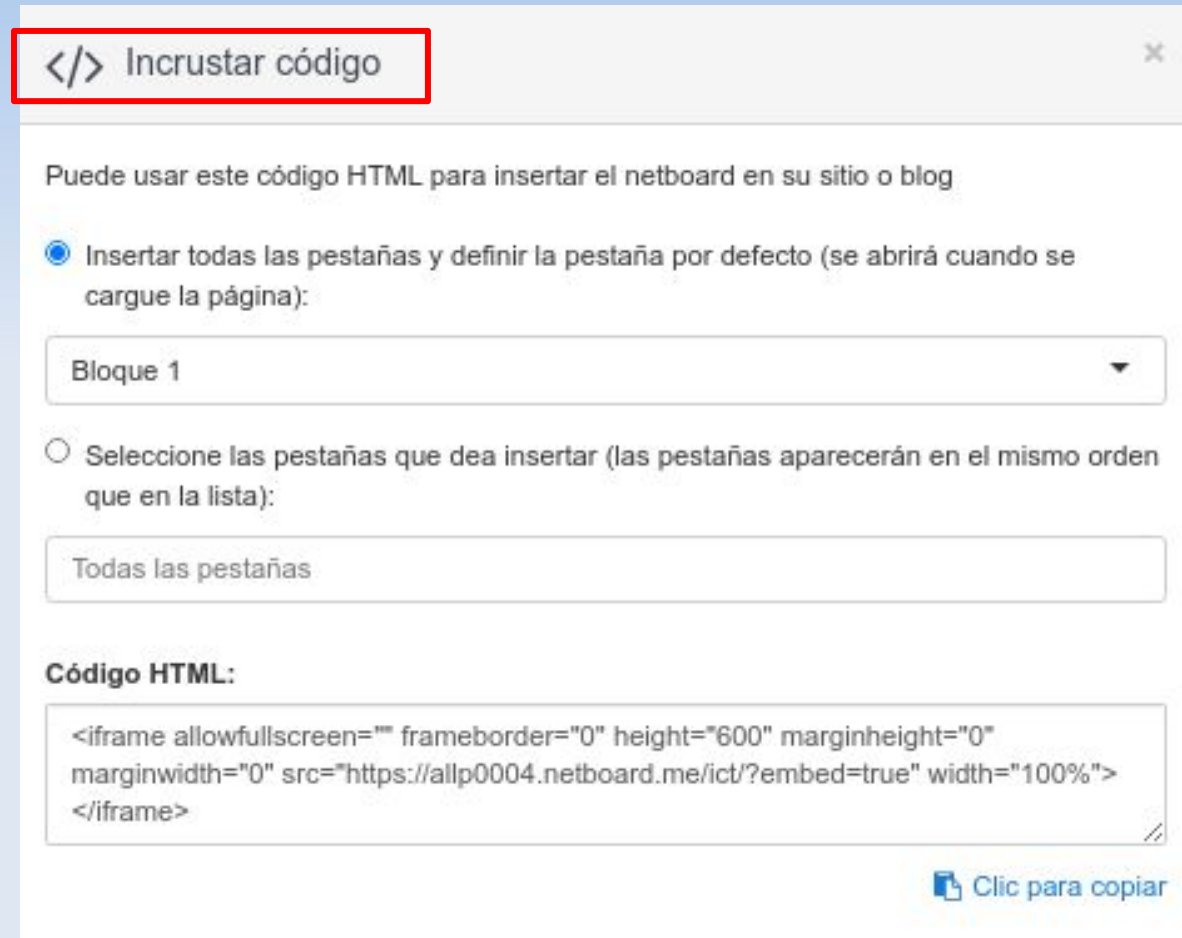 </> Incrustar código
×
Puede usar este código HTML para insertar el netboard en su sitio o blog
Insertar todas las pestañas y definir la pestaña por defecto (se abrirá cuando se
cargue la página):
Bloque 1
Seleccione las pestañas que dea insertar (las pestañas aparecerán en el mismo orden
que en la lista):
Todas las pestañas
Código HTML:
<iframe allowfullscreen="" frameborder="0" height="600" marginheight="0"
marginwidth="0" src="https://allp0004.netboard.me/ict/?embed=true" width="100%">
</iframe>
Clic para copiar